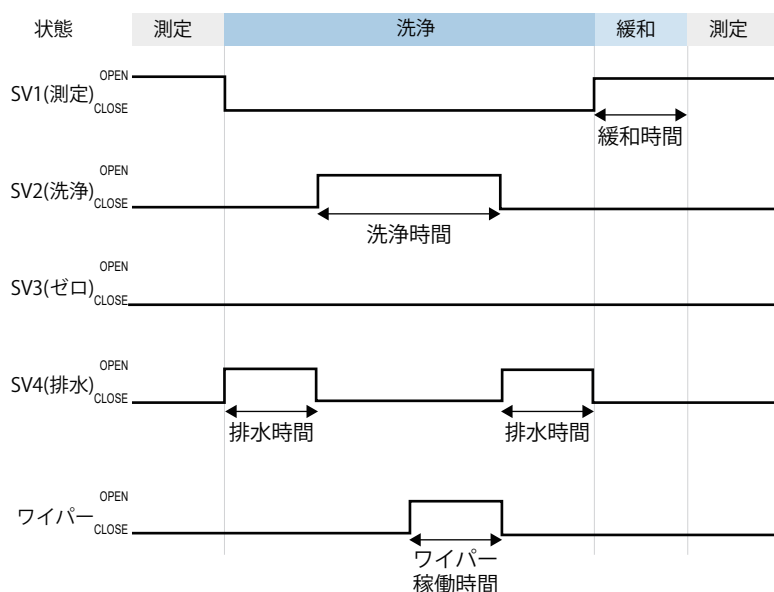 状態 測定 洗浄 緩和 測定
OPEN
SV1(測定)
CLOSE
緩和時間
OPEN
SV2(洗浄)
CLOSE
洗浄時間
OPEN
SV3(ゼロ)
CLOSE
OPEN
SV4(排水)
CLOSE
排水時間 排水時間
OPEN
ワイパー
CLOSE
ワイパー
稼働時間